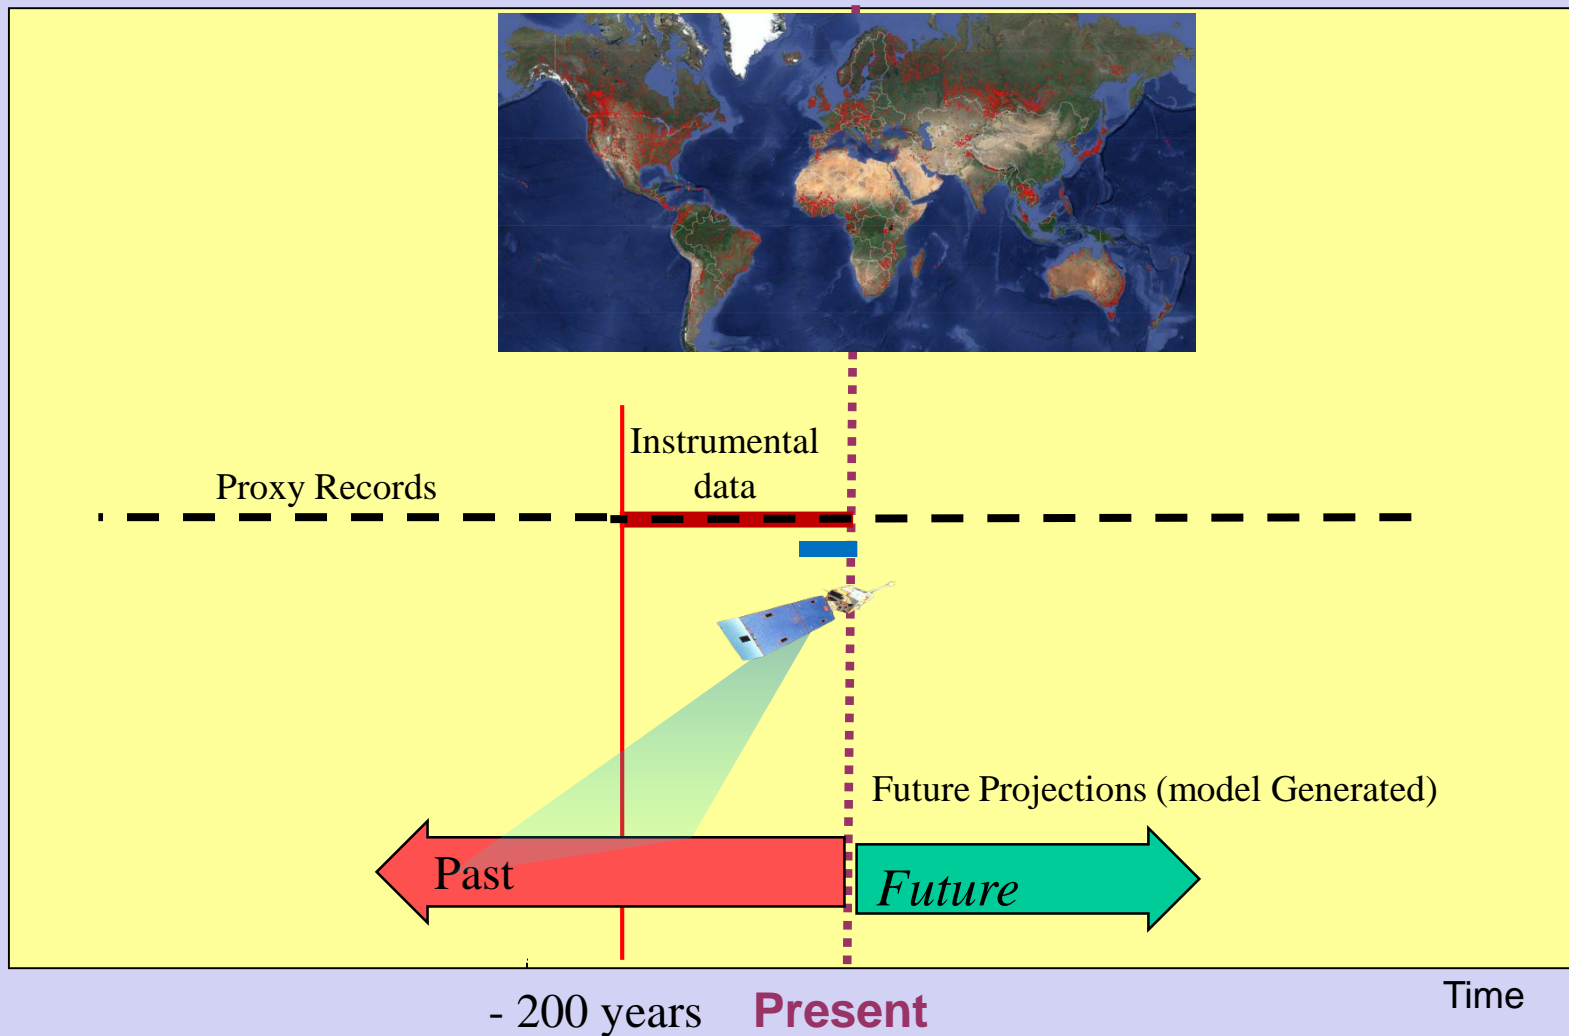 Instrumental
data
Proxy Records
Future Projections (model Generated)
Past
Future
- 200 years
Present
Time